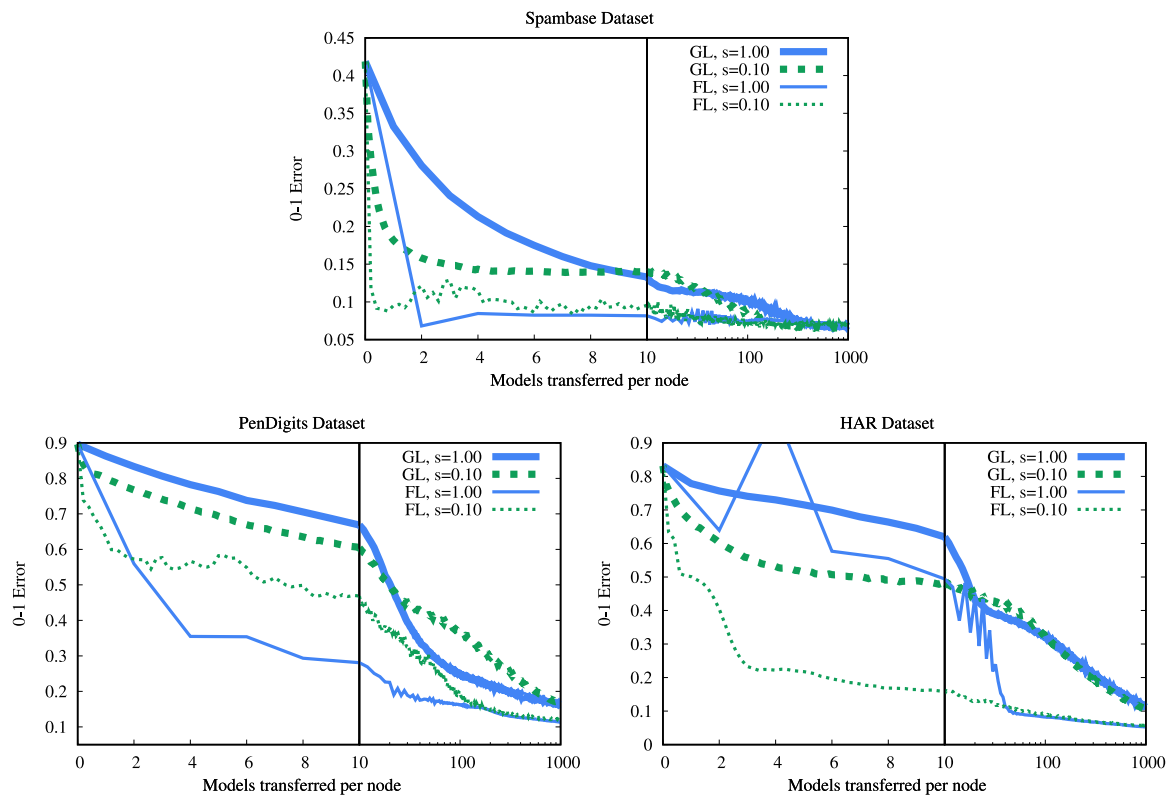 Spambase Dataset
0.45
0.4
0.35
0.3
0.25
0.2
0.15
0.1
0.05
0-1 Error
GL, s=1.00
GL, s=0.10
FL, s=1.00
FL, s=0.10
0 2 4 6 8 10 100 1000
Models transferred per node
PenDigits Dataset
0.9
0.8
0.7
0.6
0.5
0.4
0.3
0.2
0.1
0-1 Error
GL, s=1.00
GL, s=0.10
FL, s=1.00
FL, s=0.10
0 2 4 6 8 10 100 1000
Models transferred per node
HAR Dataset
0.9
0.8
0.7
0.6
0.5
0.4
0.3
0.2
0.1
0
0-1 Error
GL, s=1.00
GL, s=0.10
FL, s=1.00
FL, s=0.10
0 2 4 6 8 10 100 1000
Models transferred per node